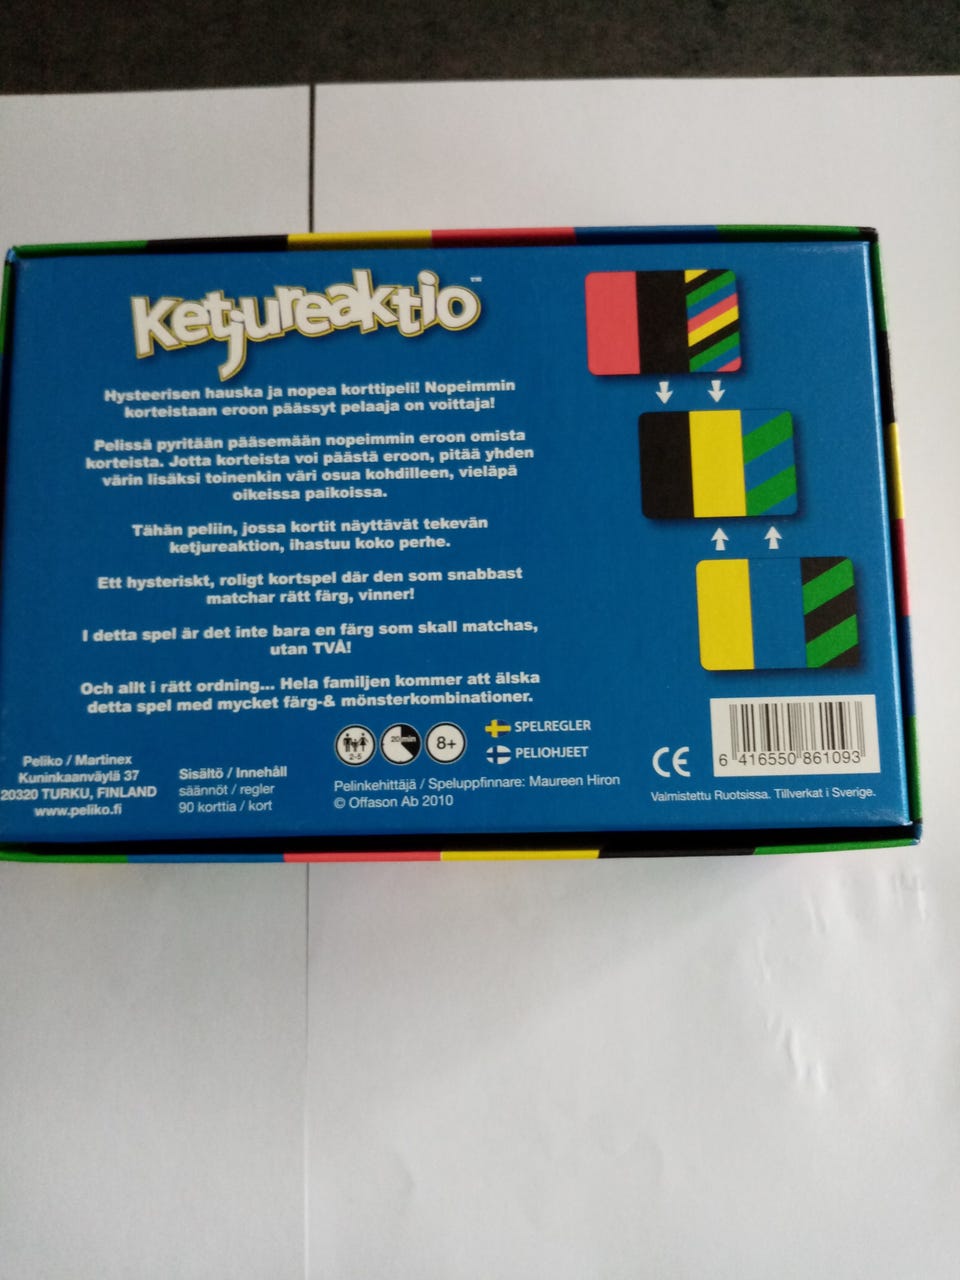 Ketjureaktio™
Hysteerisen hauska ja nopea korttipeli! Nopeimmin
korteistaan eroon päässyt pelaaja on voittaja!
Pelissä pyritään pääsemään nopeimmin eroon omista
korteista. Jotta korteista voi päästä eroon, pitää yhden
värin lisäksi toinenkin väri osua kohdilleen, vieläpä
oikeissa paikoissa.
Tähän peliin, jossa kortit näyttävät tekevän
ketjureaktion, ihastuu koko perhe.
Ett hysteriskt, roligt kortspel där den som snabbast
matchar rätt färg, vinner!
I detta spel är det inte bara en färg som skall matchas,
utan TVÅ!
Och allt i rätt ordning... Hela familjen kommer att älska
detta spel med mycket färg-& mönsterkombinationer.
Peliko / Martinex
Kuninkaanväylä 37
20320 TURKU, FINLAND
www.peliko.fi
Sisältö / Innehåll
säännöt / regler
90 korttia / kort
2-5
20 min
8+
SPELREGLER
PELIOHJEET
Pelinkehittäjä / Speluppfinnare: Maureen Hiron
© Offason Ab 2010
CE
6 416550 861093
Valmistettu Ruotsissa. Tillverkat i Sverige.